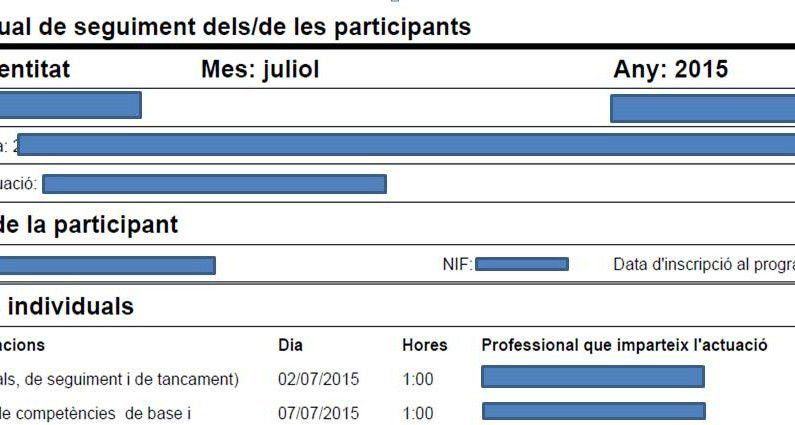 ual de seguiment dels/de les participants
entitat Mes: juliol Any: 2015
a: 2
uació:
de la participant
NIF: Data d'inscripció al progra
individuals
acions Dia Hores Professional que imparteix l'actuació
als, de seguiment i de tancament) 02/07/2015 1:00
de competències de base i 07/07/2015 1:00